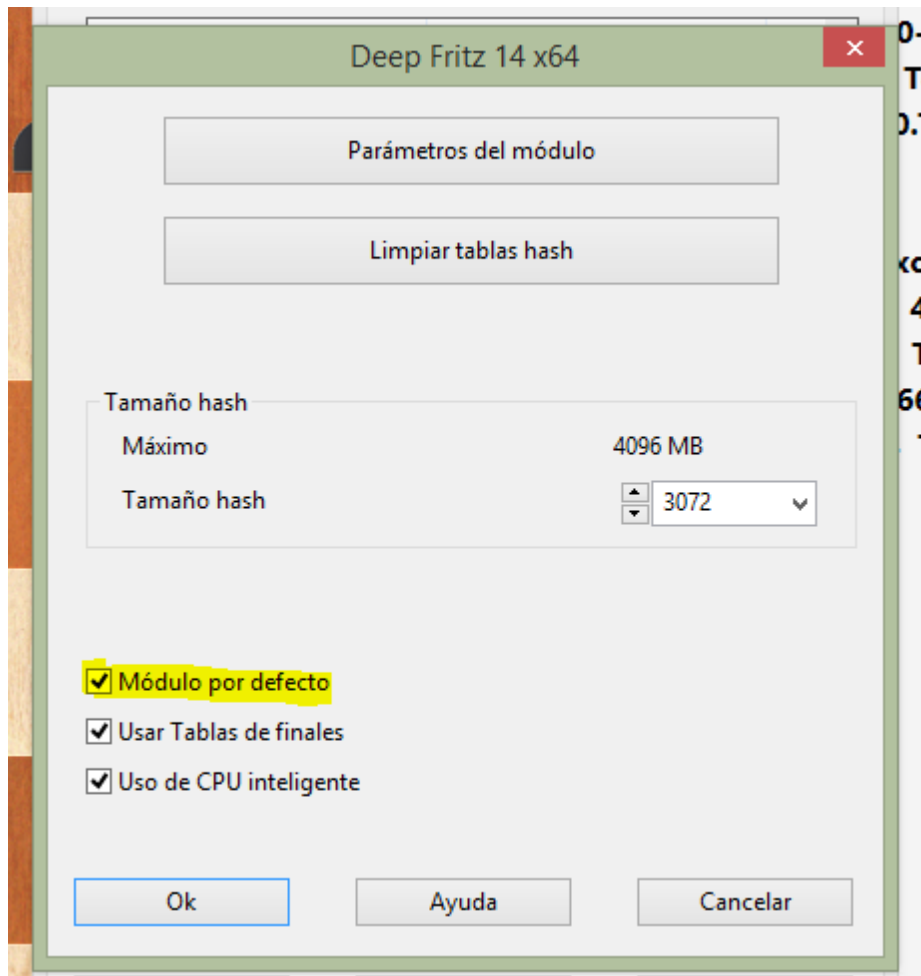 Deep Fritz 14 x64
Parámetros del módulo
Limpiar tablas hash
Tamaño hash
Máximo 4096 MB
Tamaño hash 3072
Módulo por defecto
Usar Tablas de finales
Uso de CPU inteligente
Ok Ayuda Cancelar